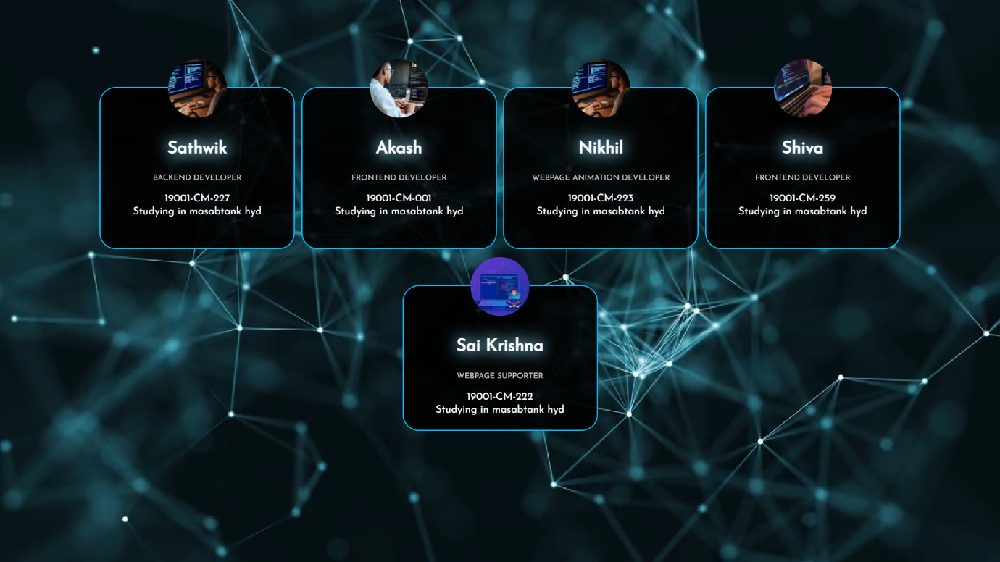 Sathwik
BACKEND DEVELOPER
19001-CM-227
Studying in masabtank hyd
Akash
FRONTEND DEVELOPER
19001-CM-001
Studying in masabtank hyd
Nikhil
WEBPAGE ANIMATION DEVELOPER
19001-CM-223
Studying in masabtank hyd
Shiva
FRONTEND DEVELOPER
19001-CM-259
Studying in masabtank hyd
Sai Krishna
WEBPAGE SUPPORTER
19001-CM-222
Studying in masabtank hyd